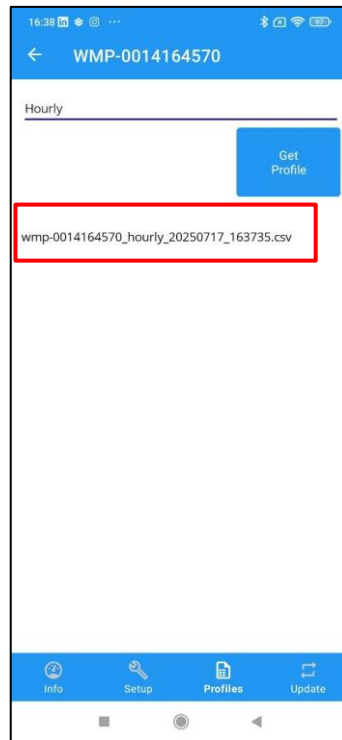 16:38
WMP-0014164570
Hourly
Get
Profile
wmp-0014164570_hourly_20250717_163735.csv
Info
Setup
Profiles
Update